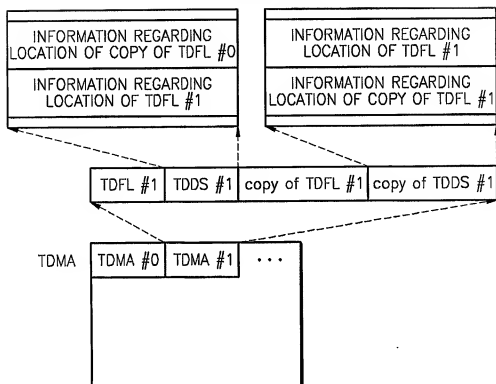 INFORMATION REGARDING
LOCATION OF COPY OF TDFL #0
INFORMATION REGARDING
LOCATION OF TDFL #1
INFORMATION REGARDING
LOCATION OF TDFL #1
INFORMATION REGARDING
LOCATION OF COPY OF TDFL #1
TDFL #1 TDDS #1 copy of TDFL #1 copy of TDDS #1
TDMA TDMA #0 TDMA #1 ...